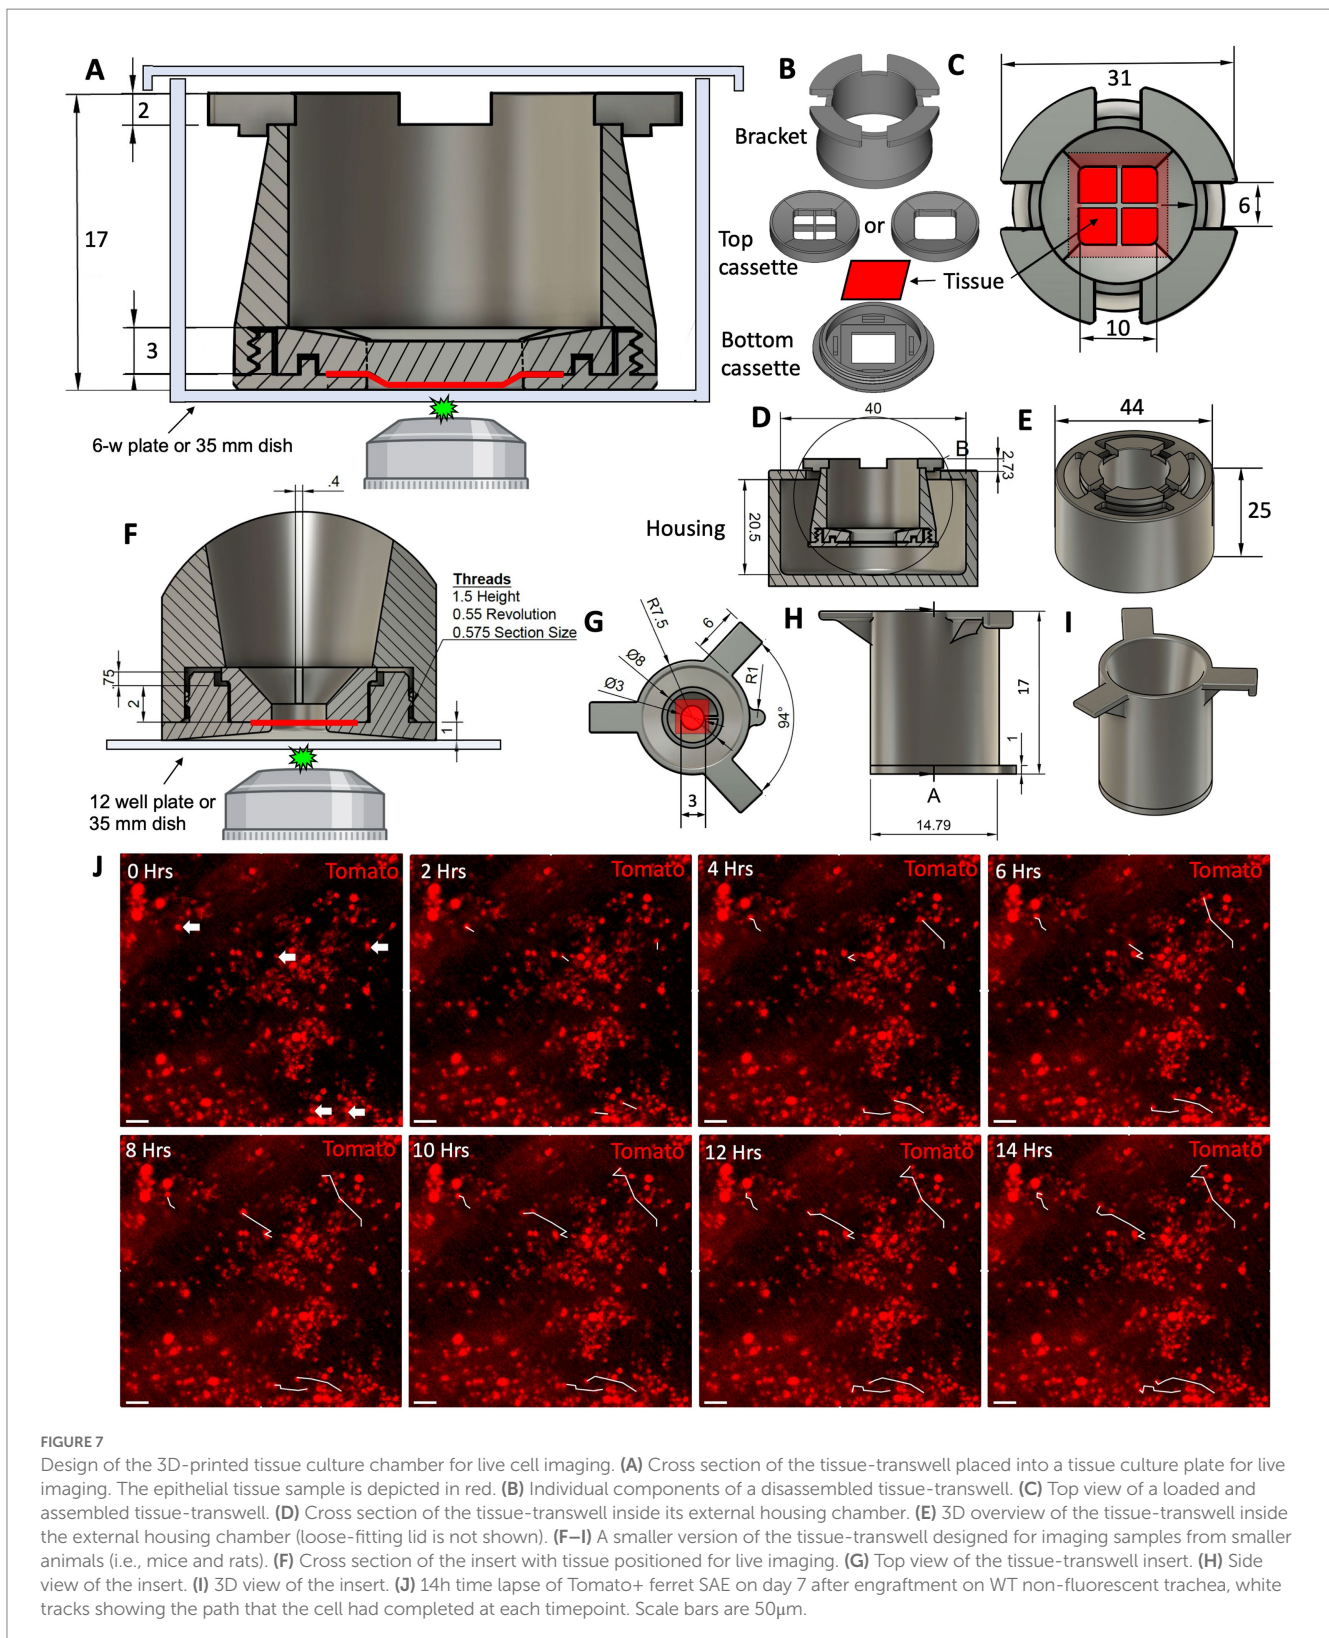 A
2
17
3
6-w plate or 35 mm dish
B
Bracket
Top
cassette
or
Tissue
Bottom
cassette
C
31
6
10
D
40
B
2.73
20.5
Housing
E
44
25
F
.4
Threads
1.5 Height
0.55 Revolution
0.575 Section Size
.75
2
1
12 well plate or
35 mm dish
G
R7.5
6
Ø8
Ø3
R1
94°
3
H
17
1
A
14.79
I
J
0 Hrs Tomato
2 Hrs Tomato
4 Hrs Tomato
6 Hrs Tomato
8 Hrs Tomato
10 Hrs Tomato
12 Hrs Tomato
14 Hrs Tomato
FIGURE 7
Design of the 3D-printed tissue culture chamber for live cell imaging. (A) Cross section of the tissue-transwell placed into a tissue culture plate for live
imaging. The epithelial tissue sample is depicted in red. (B) Individual components of a disassembled tissue-transwell. (C) Top view of a loaded and
assembled tissue-transwell. (D) Cross section of the tissue-transwell inside its external housing chamber. (E) 3D overview of the tissue-transwell inside
the external housing chamber (loose-fitting lid is not shown). (F–I) A smaller version of the tissue-transwell designed for imaging samples from smaller
animals (i.e., mice and rats). (F) Cross section of the insert with tissue positioned for live imaging. (G) Top view of the tissue-transwell insert. (H) Side
view of the insert. (I) 3D view of the insert. (J) 14h time lapse of Tomato+ ferret SAE on day 7 after engraftment on WT non-fluorescent trachea, white
tracks showing the path that the cell had completed at each timepoint. Scale bars are 50μm.